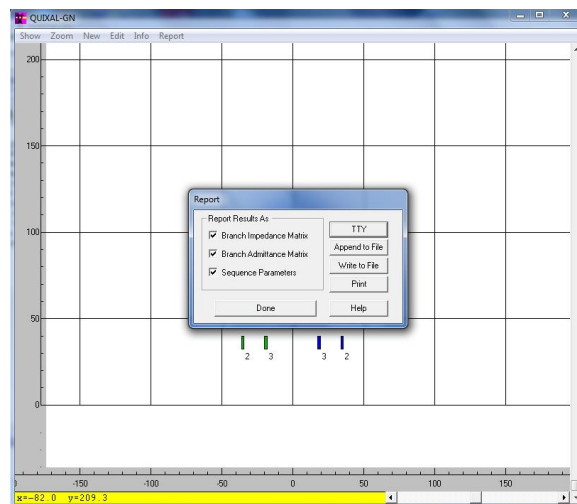 QUIXAL-GN
Show Zoom New Edit Info Report
200
150
100
50
0
Report
Report Results As
Branch Impedance Matrix
Branch Admittance Matrix
Sequence Parameters
TTY
Append to File
Write to File
Print
Done
Help
2 3 3 2
-150 -100 -50 0 50 100 150
x=-82.0 y=209.3